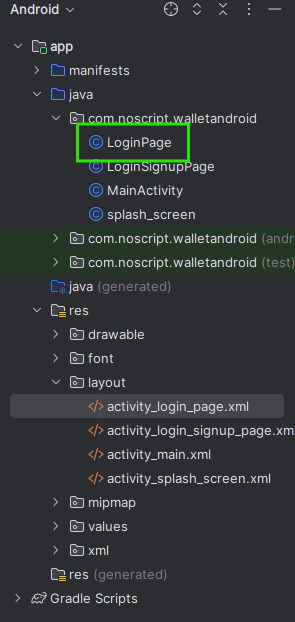 Android
app
manifests
java
com.noscript.walletandroid
LoginPage
LoginSignupPage
MainActivity
splash_screen
com.noscript.walletandroid (andr
com.noscript.walletandroid (test)
java (generated)
res
drawable
font
layout
activity_login_page.xml
activity_login_signup_page.xm
activity_main.xml
activity_splash_screen.xml
mipmap
values
xml
res (generated)
Gradle Scripts